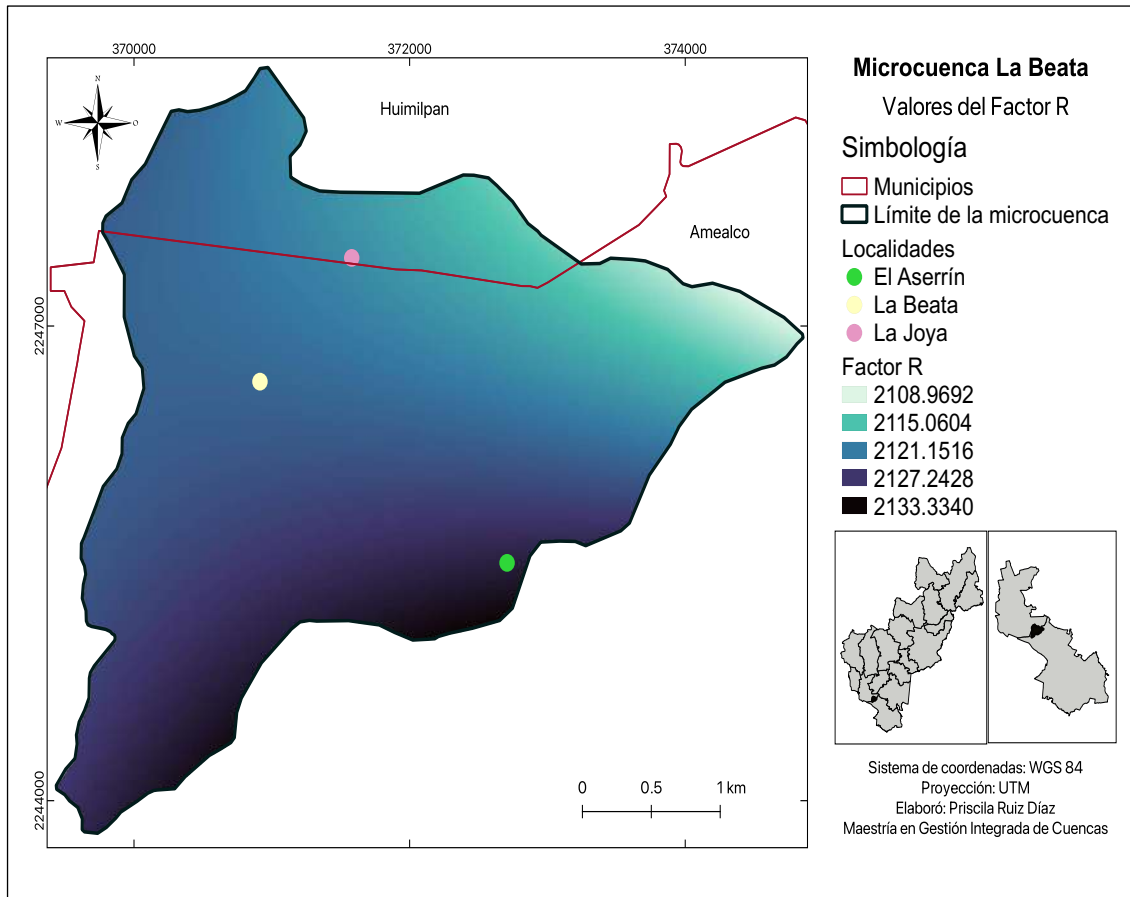 370000
372000
374000
N
W
O
S
Huimilpan
Amealco
2247000
2244000
0
0.5
1 km
Microcuenca La Beata
Valores del Factor R
Simbología
Municipios
Límite de la microcuenca
Localidades
El Aserrín
La Beata
La Joya
Factor R
2108.9692
2115.0604
2121.1516
2127.2428
2133.3340
Sistema de coordenadas: WGS 84
Proyección: UTM
Elaboró: Priscila Ruiz Díaz
Maestría en Gestión Integrada de Cuencas